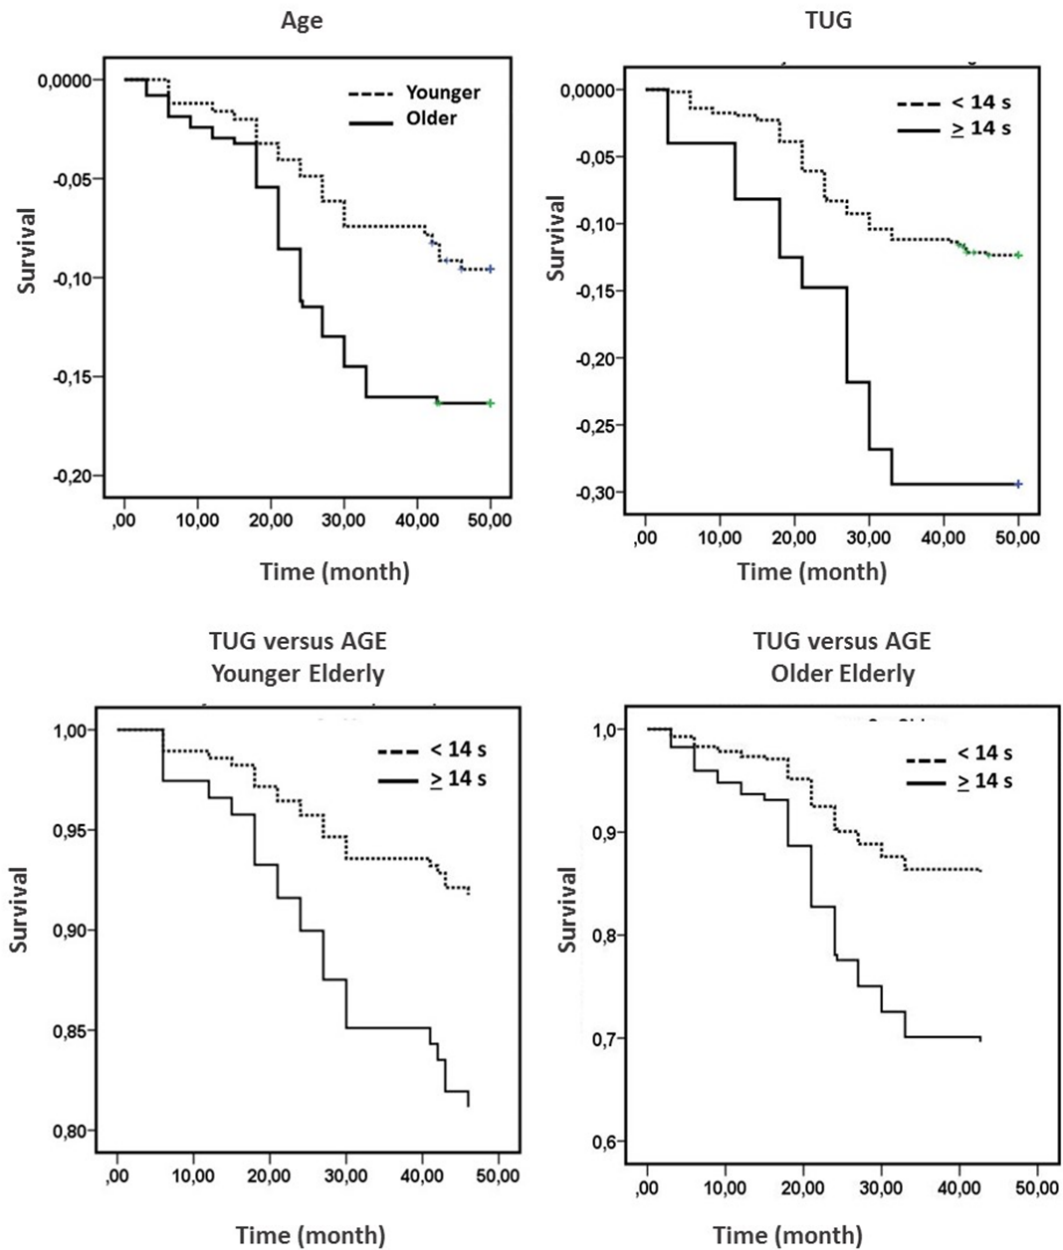 Age
0,0000
-0,05
-0,10
-0,15
-0,20
Survival
Younger
Older
,00 10,00 20,00 30,00 40,00 50,00
Time (month)
TUG
0,0000
-0,05
-0,10
-0,15
-0,20
-0,25
-0,30
Survival
< 14 s
≥ 14 s
,00 10,00 20,00 30,00 40,00 50,00
Time (month)
TUG versus AGE
Younger Elderly
1,00
0,95
0,90
0,85
0,80
Survival
< 14 s
≥ 14 s
,00 10,00 20,00 30,00 40,00 50,00
Time (month)
TUG versus AGE
Older Elderly
1,0
0,9
0,8
0,7
0,6
Survival
< 14 s
≥ 14 s
,00 10,00 20,00 30,00 40,00 50,00
Time (month)